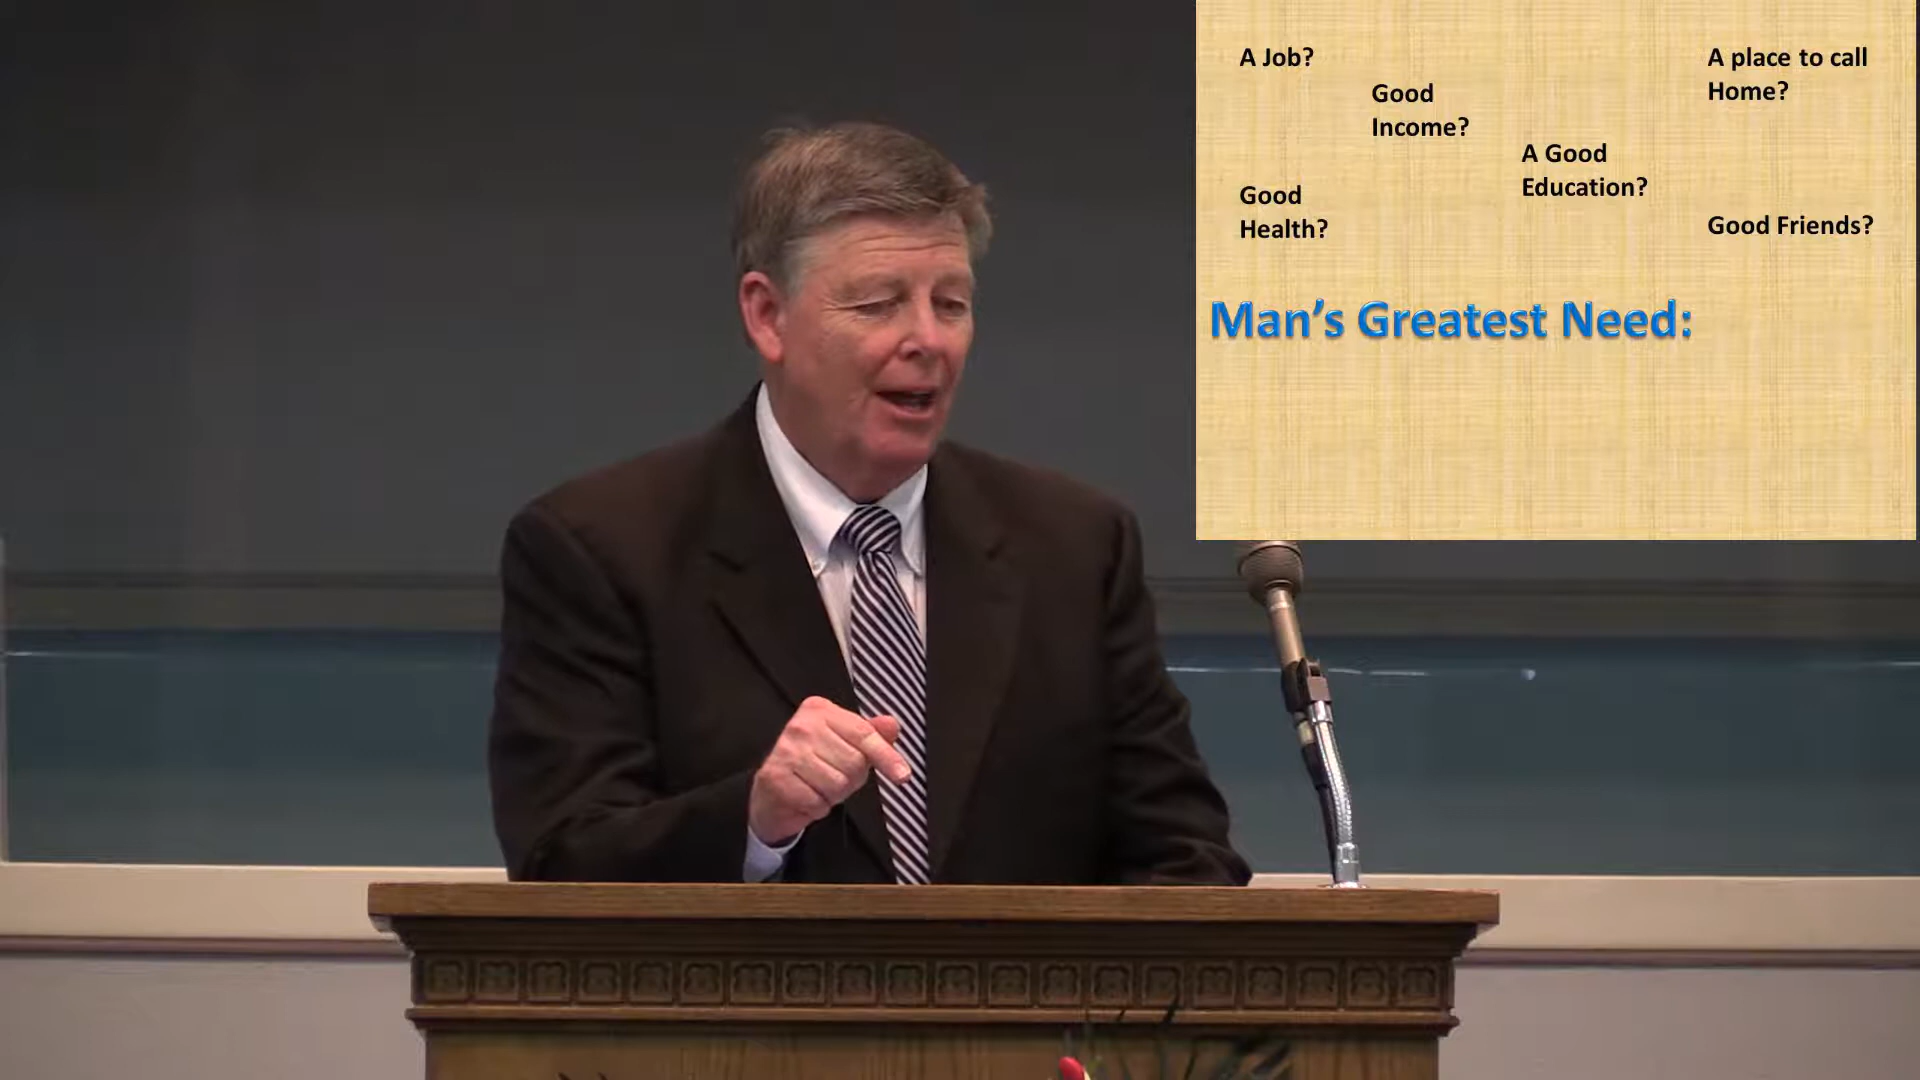 A Job?
A place to call
Home?
Good
Income?
A Good
Education?
Good
Health?
Good Friends?
Man's Greatest Need: